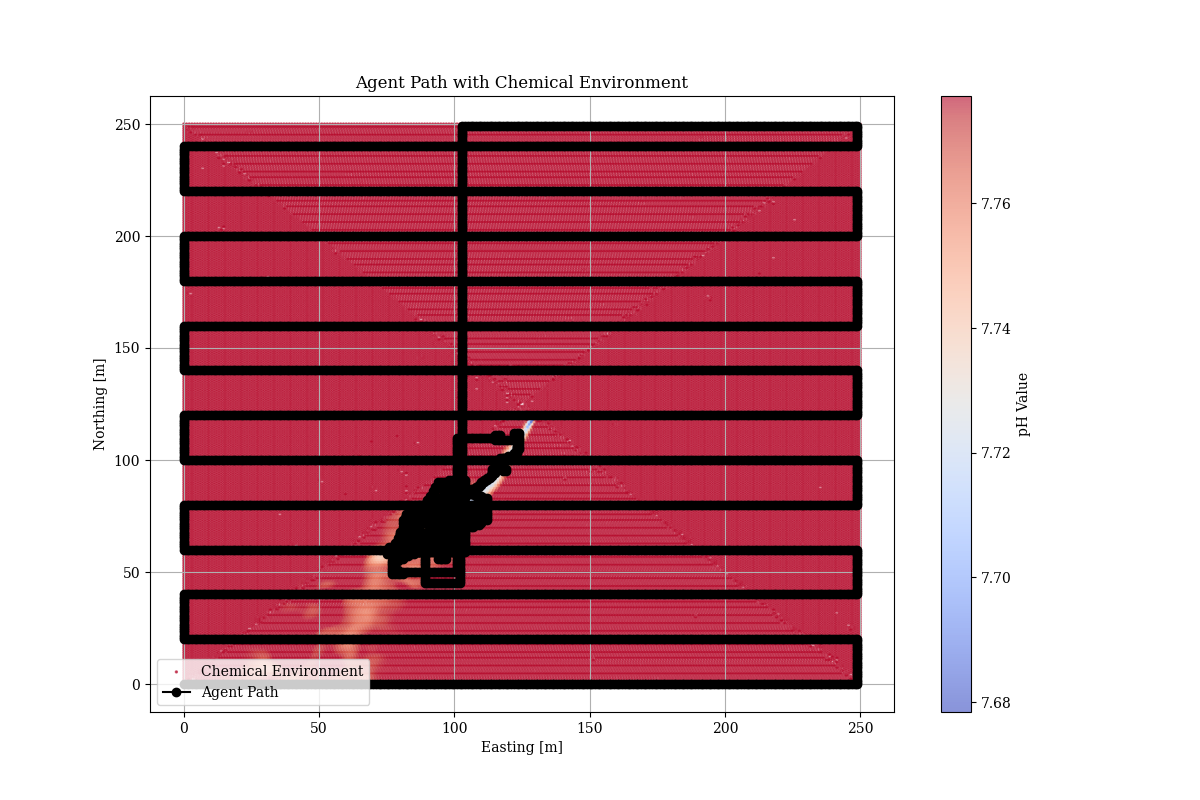 Agent Path with Chemical Environment
250
200
150
100
50
0
Northing [m]
0
50
100
150
200
250
Easting [m]
Chemical Environment
Agent Path
7.76
7.74
7.72
7.70
7.68
pH Value